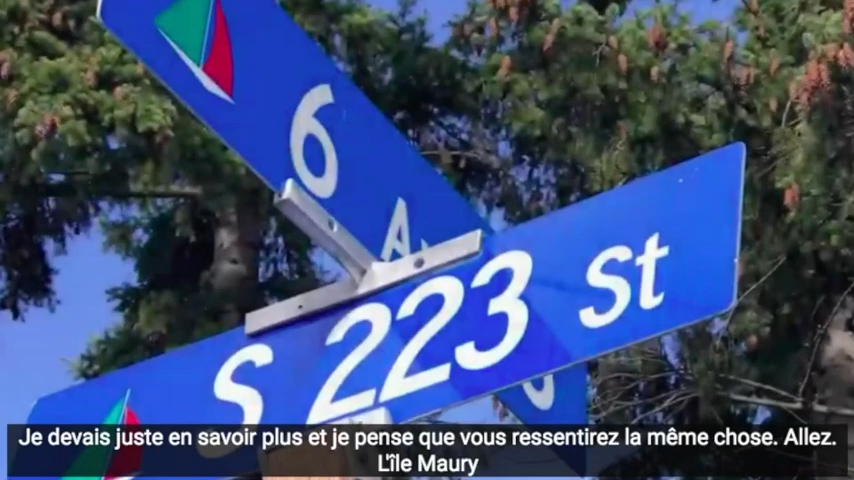 6 A
S 223 St
Je devais juste en savoir plus et je pense que vous ressentirez la même chose. Allez.
L'île Maury